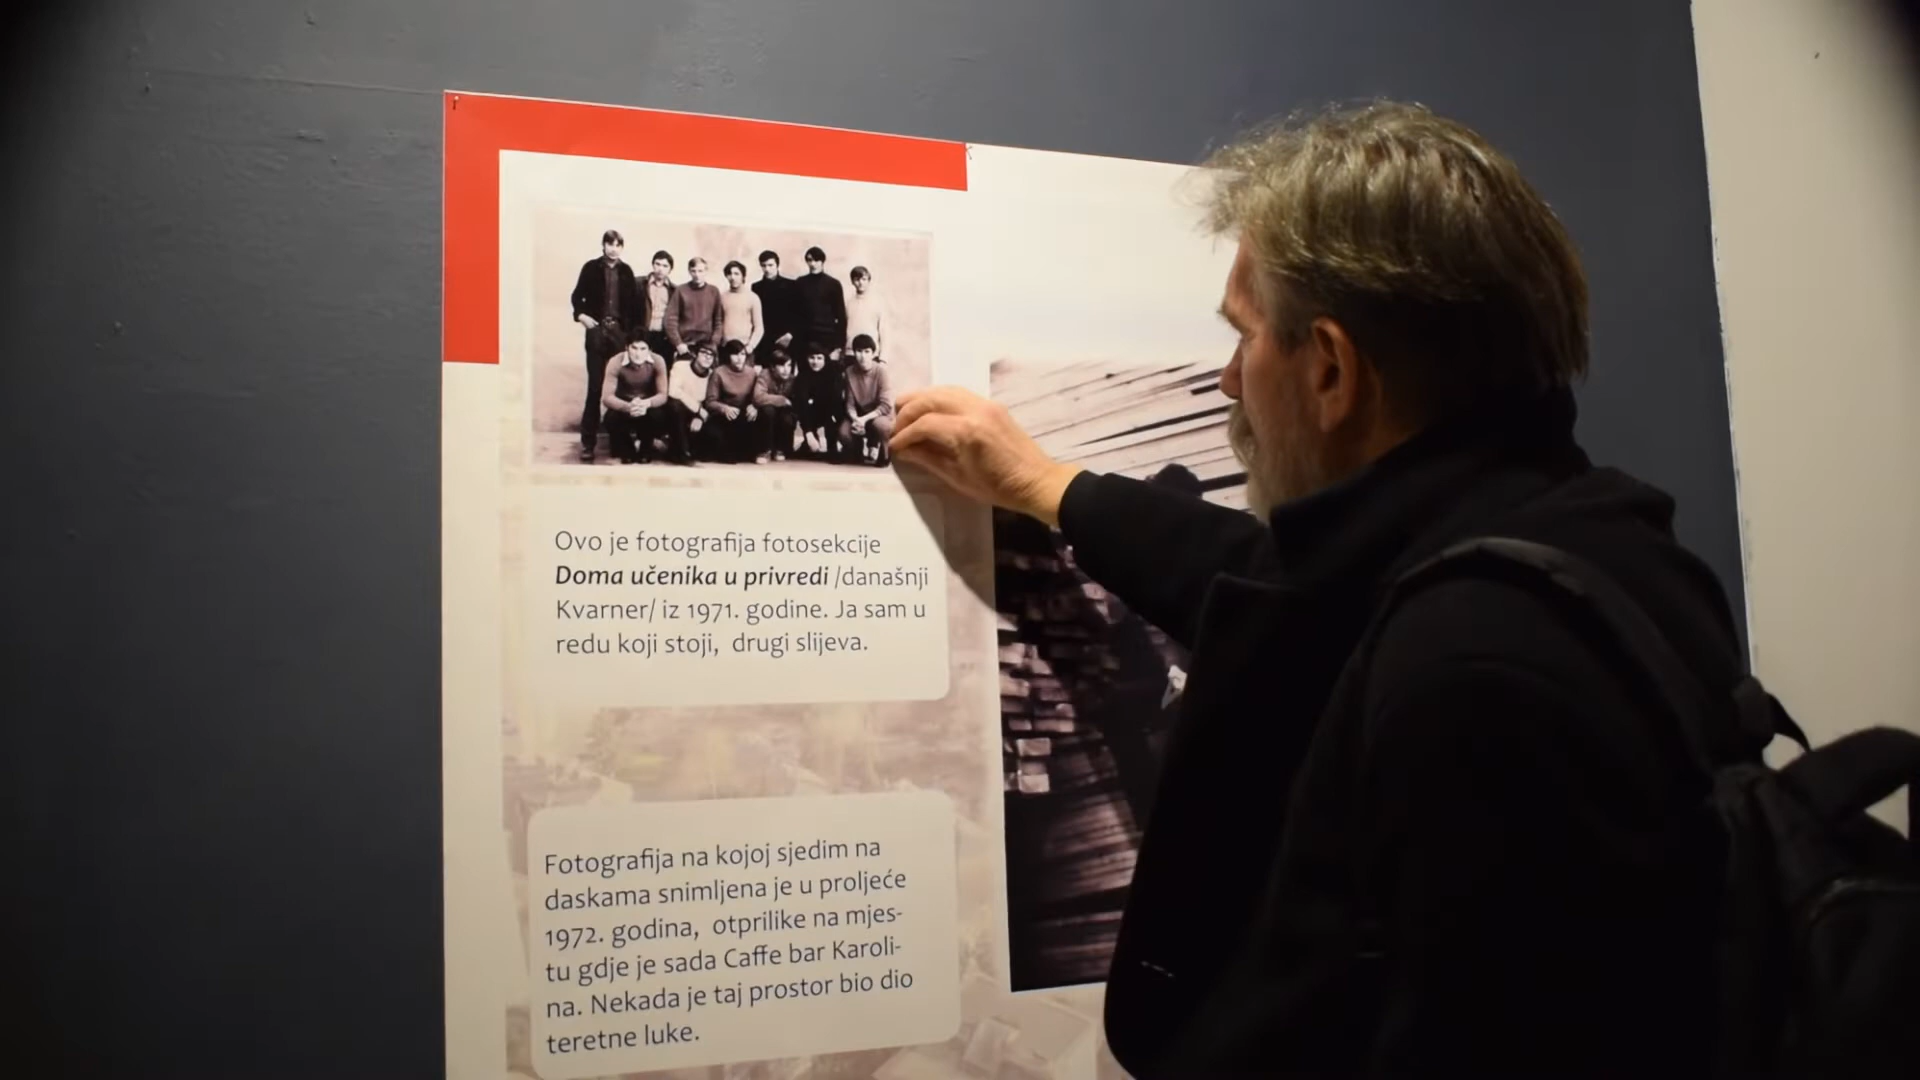 Ovo je fotografija fotosekcije
Doma učenika u privredi /današnji
Kvarner/ iz 1971. godine. Ja sam u
redu koji stoji, drugi slijeva.
Fotografija na kojoj sjedim na
daskama snimljena je u proljeće
1972. godina, otprilike na mjes-
tu gdje je sada Caffe bar Karoli-
na. Nekada je taj prostor bio dio
teretne luke.